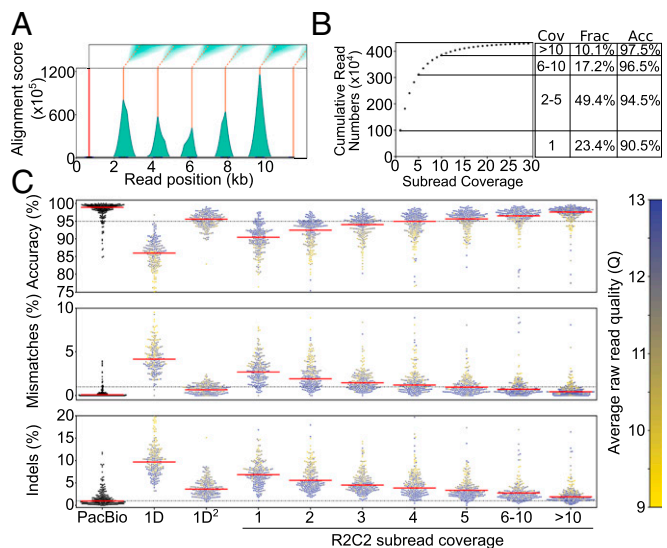 A
Alignment score
(x10⁵)
1200
600
0
0 2 4 6 8 10
Read position (kb)
B
Cumulative Read
Numbers (x10⁴)
400
300
200
100
0 5 10 15 20 25 30
Subread Coverage
Cov Frac Acc
>10 10.1% 97.5%
6-10 17.2% 96.5%
2-5 49.4% 94.5%
1 23.4% 90.5%
C
Accuracy (%)
100
95
90
85
80
75
Mismatches (%)
10
5
0
Indels (%)
20
15
10
5
0
PacBio 1D 1D² 1 2 3 4 5 6-10 >10
R2C2 subread coverage
13
12
11
10
9
Average raw read quality (Q)